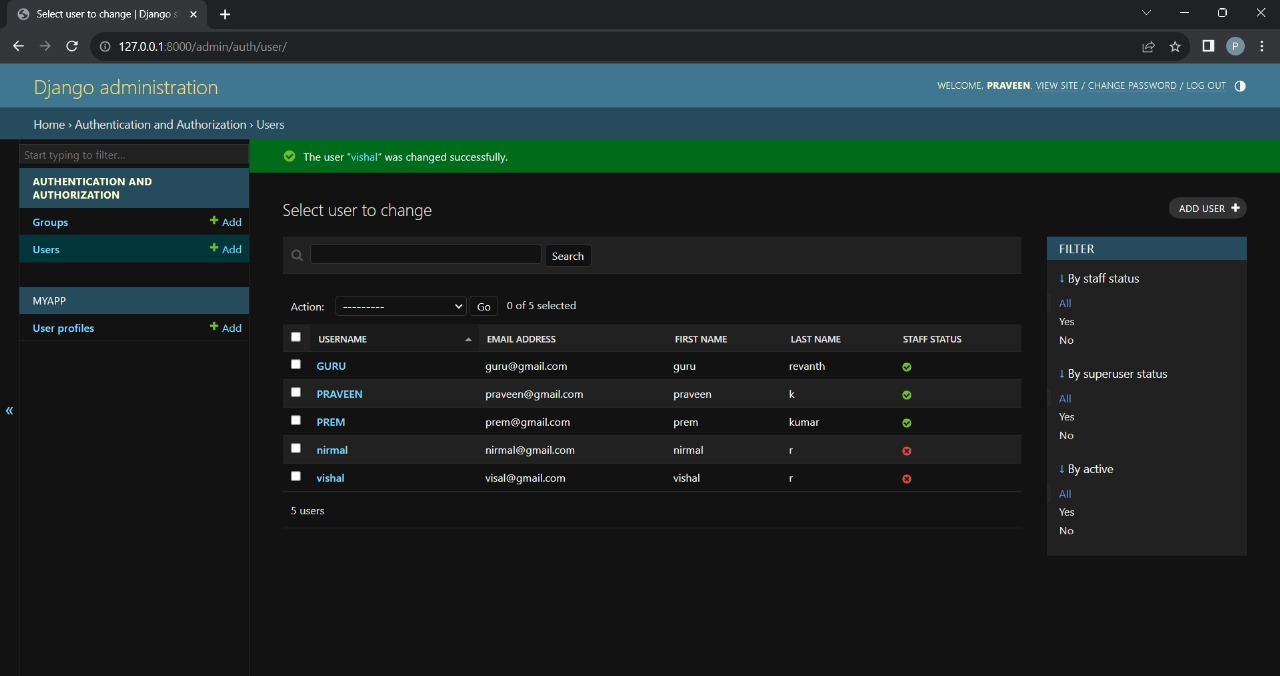 Select user to change | Django s
127.0.0.1:8000/admin/auth/user/
P
Django administration
WELCOME, PRAVEEN. VIEW SITE / CHANGE PASSWORD / LOG OUT
Home › Authentication and Authorization › Users
Start typing to filter...
AUTHENTICATION AND
AUTHORIZATION
Groups + Add
Users + Add
MYAPP
User profiles + Add
«
The user "vishal" was changed successfully.
Select user to change
ADD USER +
Search
Action: --------- Go 0 of 5 selected
USERNAME EMAIL ADDRESS FIRST NAME LAST NAME STAFF STATUS
GURU guru@gmail.com guru revanth
PRAVEEN praveen@gmail.com praveen k
PREM prem@gmail.com prem kumar
nirmal nirmal@gmail.com nirmal r
vishal visal@gmail.com vishal r
5 users
FILTER
↓ By staff status
All
Yes
No
↓ By superuser status
All
Yes
No
↓ By active
All
Yes
No